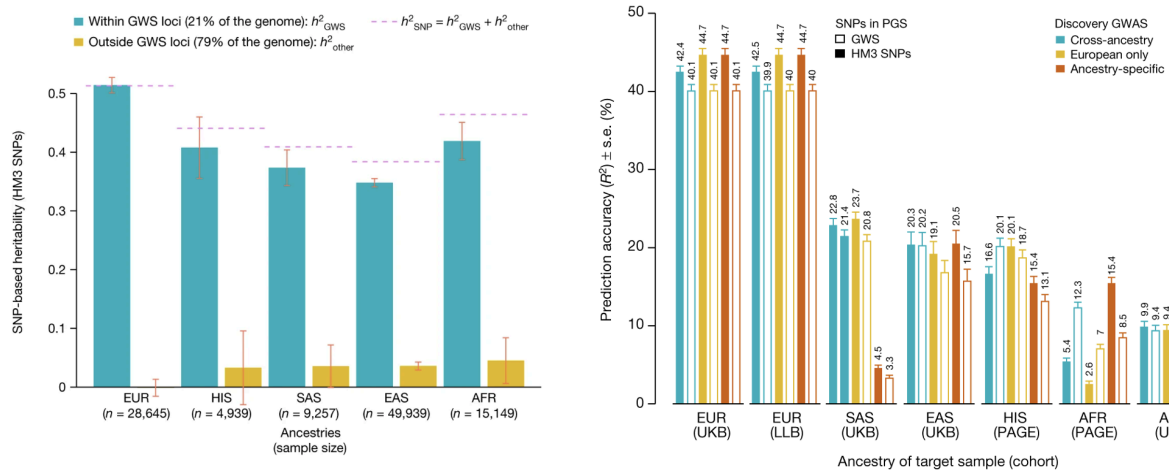 Within GWS loci (21% of the genome): h²GWS
Outside GWS loci (79% of the genome): h²other
h²SNP = h²GWS + h²other
SNP-based heritability (HM3 SNPs)
0.5
0.4
0.3
0.2
0.1
0
EUR
(n = 28,645)
HIS
(n = 4,939)
SAS
(n = 9,257)
EAS
(n = 49,939)
AFR
(n = 15,149)
Ancestries
(sample size)
SNPs in PGS
GWS
HM3 SNPs
Discovery GWAS
Cross-ancestry
European only
Ancestry-specific
Prediction accuracy (R²) ± s.e. (%)
50
40
30
20
10
0
42.4
40.1
44.7
40.1
44.7
40.1
42.5
39.9
44.7
40
44.7
40
22.8
21.4
23.7
20.8
4.5
3.3
20.3
20.2
19.1
16.8
20.5
15.7
16.6
20.1
20.1
18.7
15.4
13.1
5.4
12.3
2.6
7
15.4
8.5
9.9
9.4
9.4
EUR
(UKB)
EUR
(LLB)
SAS
(UKB)
EAS
(UKB)
HIS
(PAGE)
AFR
(PAGE)
A
(U
Ancestry of target sample (cohort)